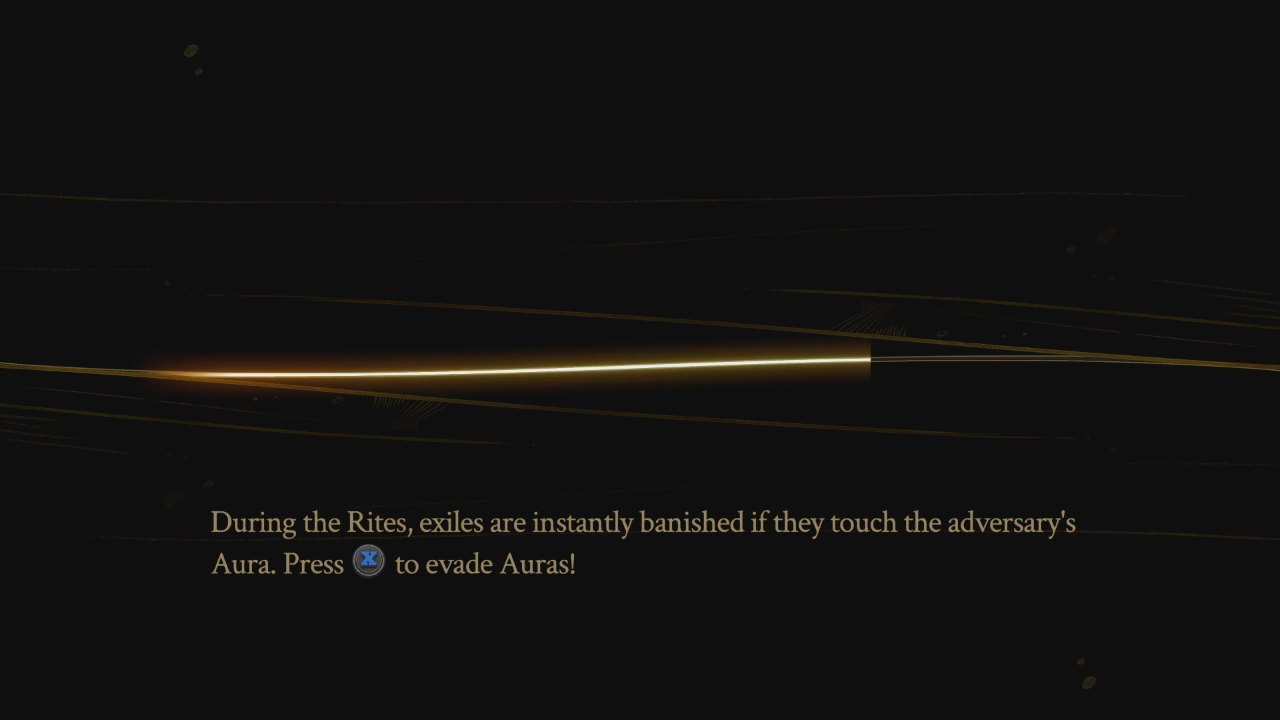 During the Rites, exiles are instantly banished if they touch the adversary's
Aura. Press X to evade Auras!